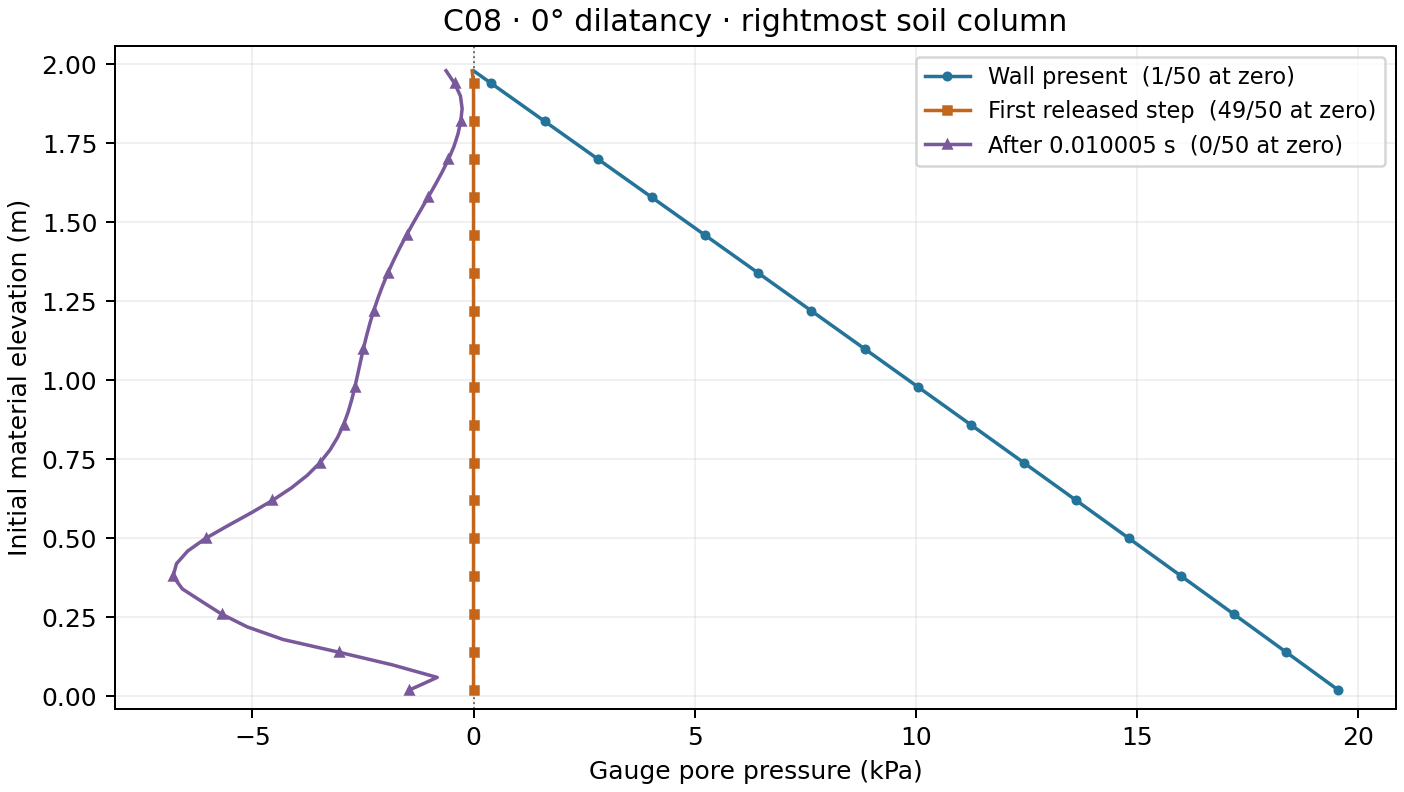 C08 · 0° dilatancy · rightmost soil column
Wall present (1/50 at zero)
First released step (49/50 at zero)
After 0.010005 s (0/50 at zero)
Initial material elevation (m)
2.00
1.75
1.50
1.25
1.00
0.75
0.50
0.25
0.00
−5
0
5
10
15
20
Gauge pore pressure (kPa)